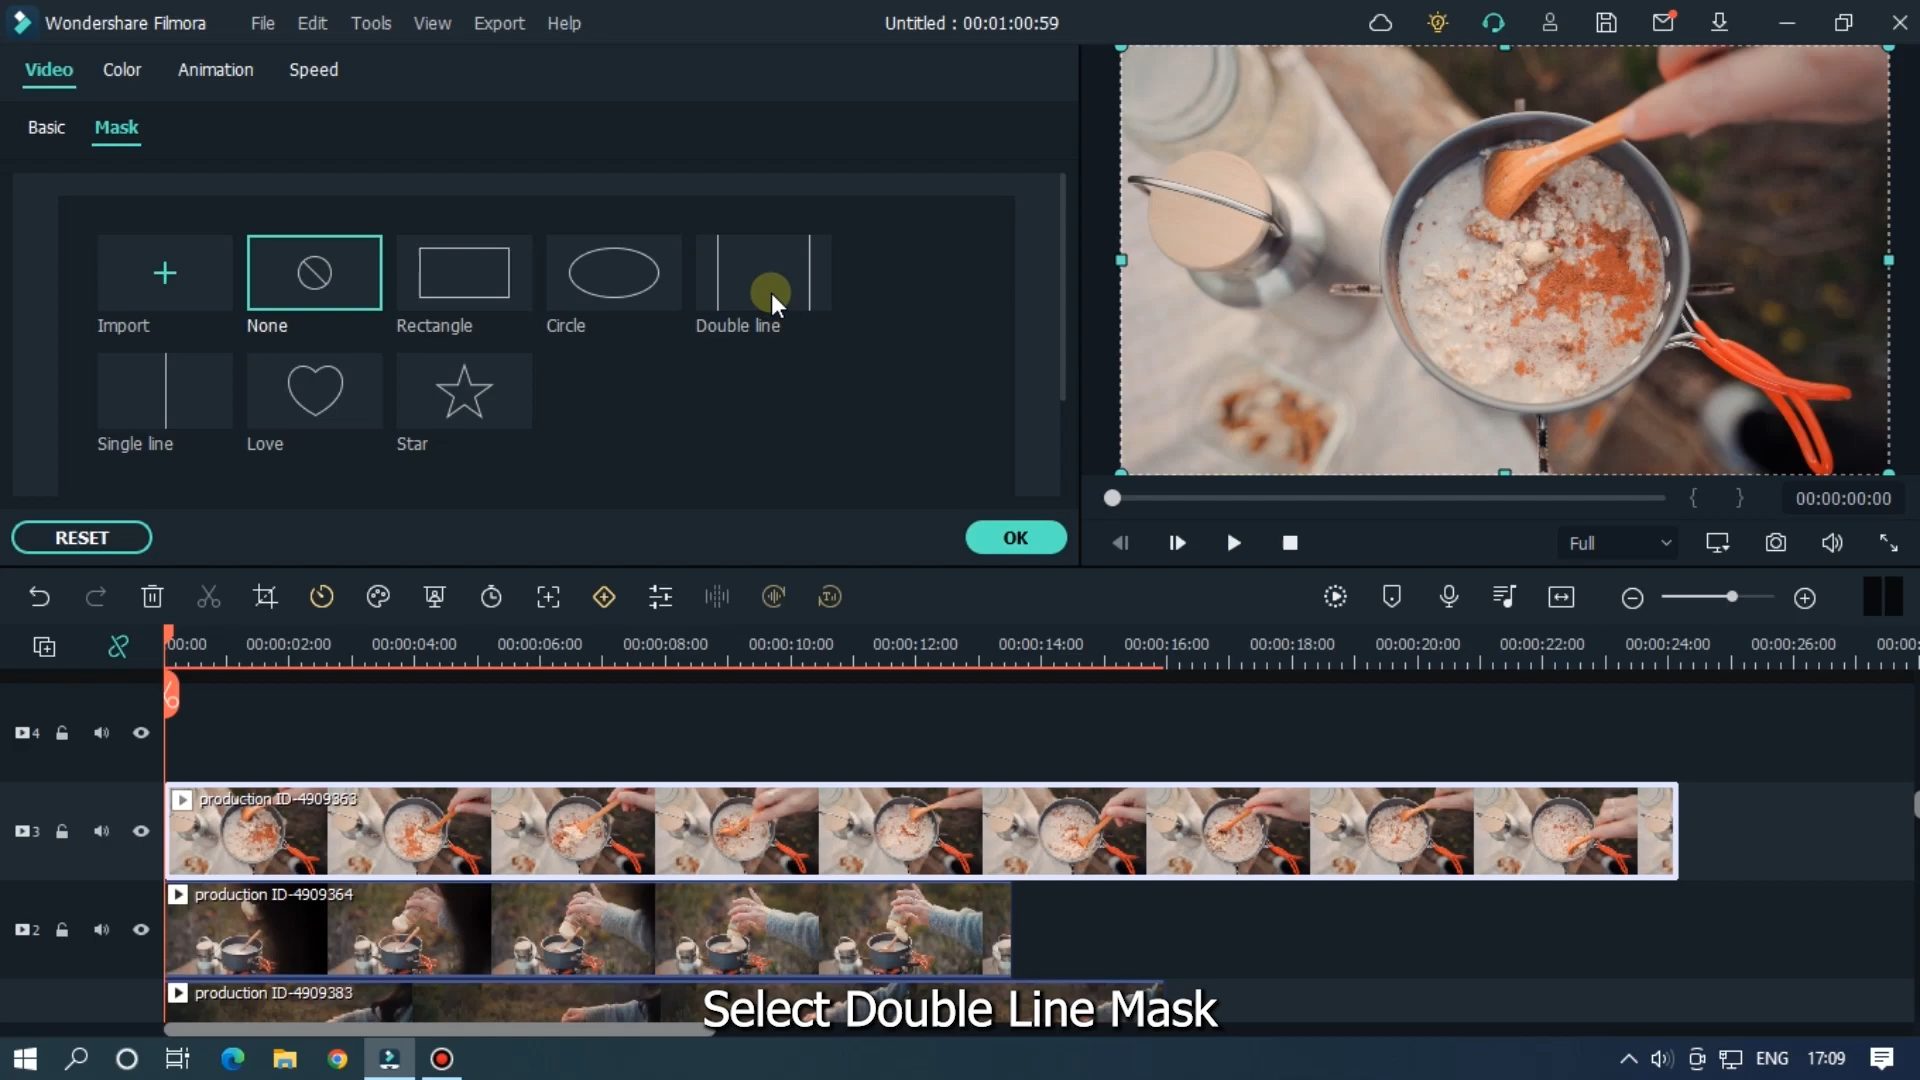 Wondershare Filmora File Edit Tools View Export Help Untitled : 00:01:00:59
Video Color Animation Speed
Basic Mask
Import None Rectangle Circle Double line
Single line Love Star
RESET OK
00:00:00:00
Full
00:00 00:00:02:00 00:00:04:00 00:00:06:00 00:00:08:00 00:00:10:00 00:00:12:00 00:00:14:00 00:00:16:00 00:00:18:00 00:00:20:00 00:00:22:00 00:00:24:00 00:00:26:00 00:00:
4
production ID-4909363
3
production ID-4909364
2
production ID-4909383
Select Double Line Mask
ENG 17:09